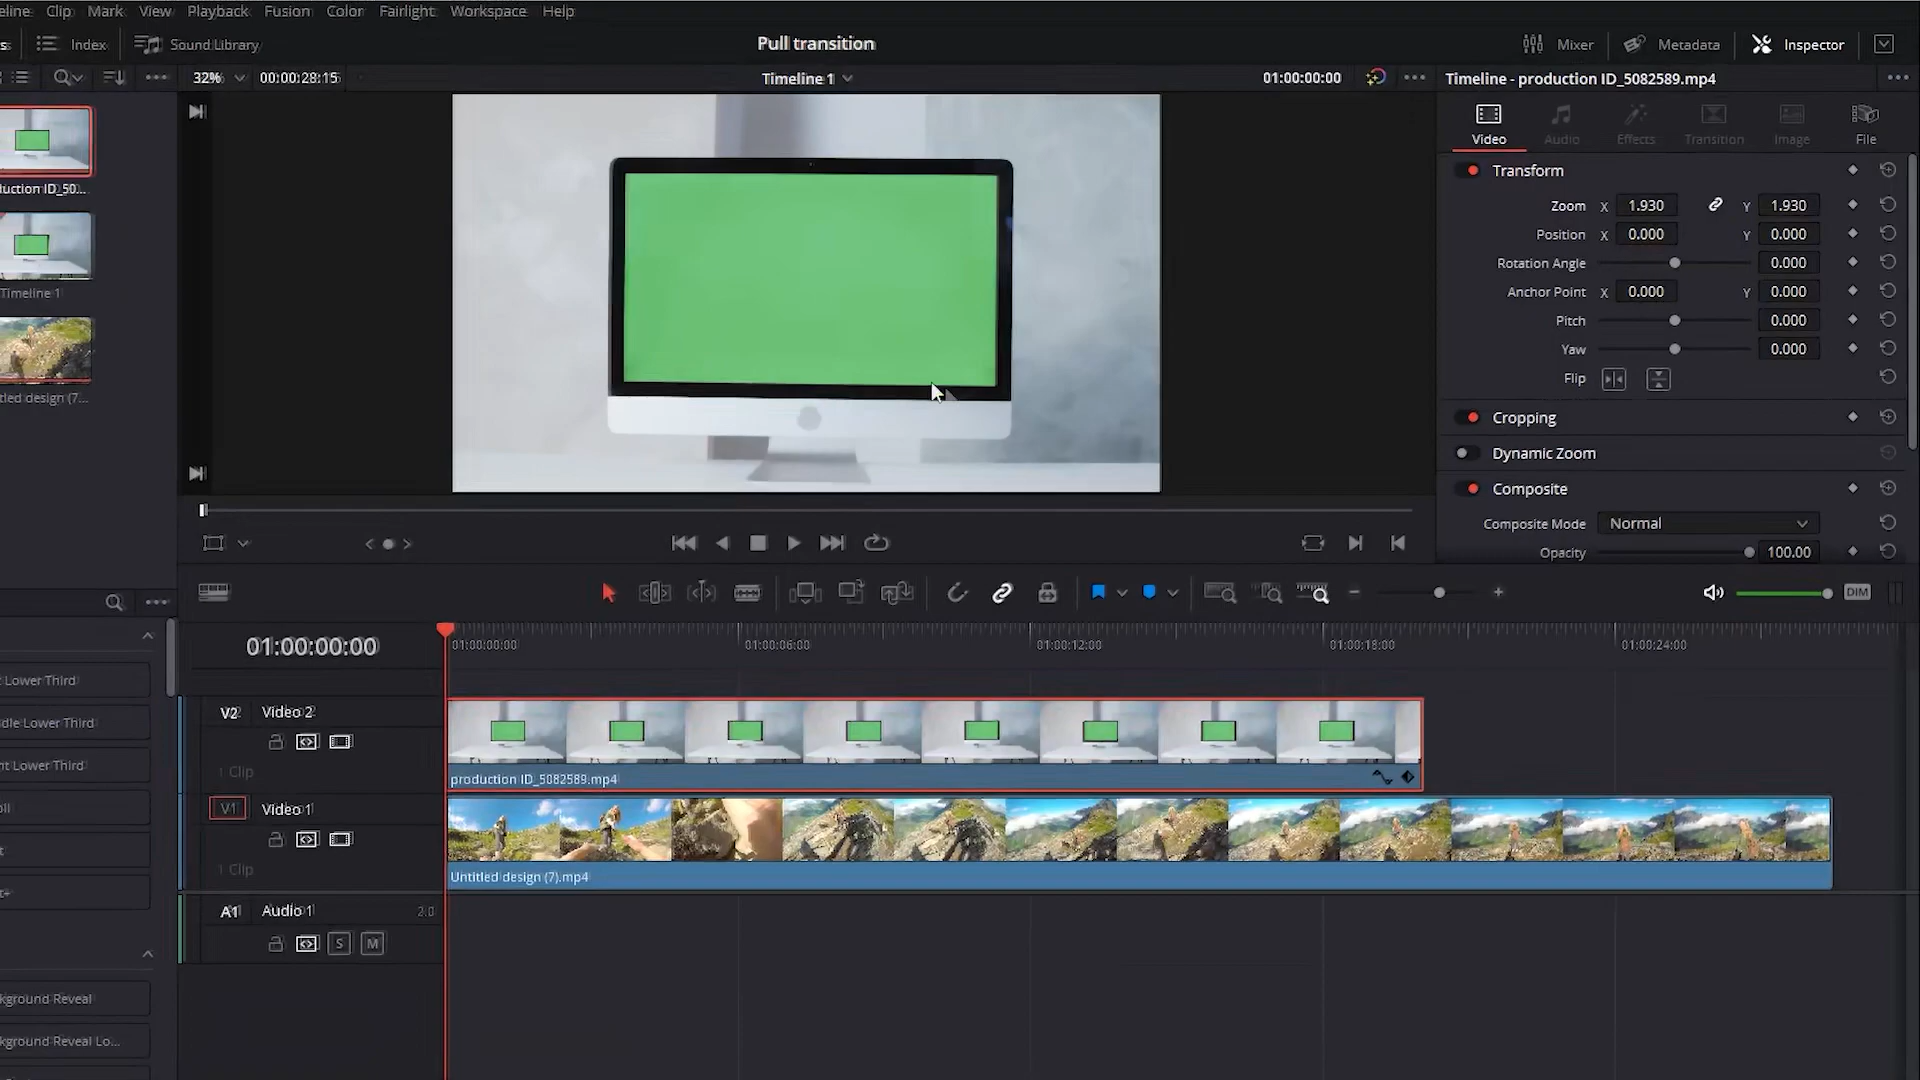 eline Clip Mark View Playback Fusion Color Fairlight Workspace Help
s Index Sound Library Pull transition Mixer Metadata Inspector
32% 00:00:28:15 Timeline 1 01:00:00:00 Timeline - production ID_5082589.mp4
Video Audio Effects Transition Image File
Transform
Zoom X 1.930 Y 1.930
Position X 0.000 Y 0.000
Rotation Angle 0.000
Anchor Point X 0.000 Y 0.000
Pitch 0.000
Yaw 0.000
Flip
Cropping
Dynamic Zoom
Composite
Composite Mode Normal
Opacity 100.00
luction ID_50...
Timeline 1
tled design (7...
DIM
01:00:00:00
01:00:00:00 01:00:06:00 01:00:12:00 01:00:18:00 01:00:24:00
Lower Third
dle Lower Third
nt Lower Third
oll
t
t+
kground Reveal
kground Reveal Lo...
V2 Video 2
1 Clip
production ID_5082589.mp4
V1 Video 1
1 Clip
Untitled design (7).mp4
A1 Audio 1 2.0
S M